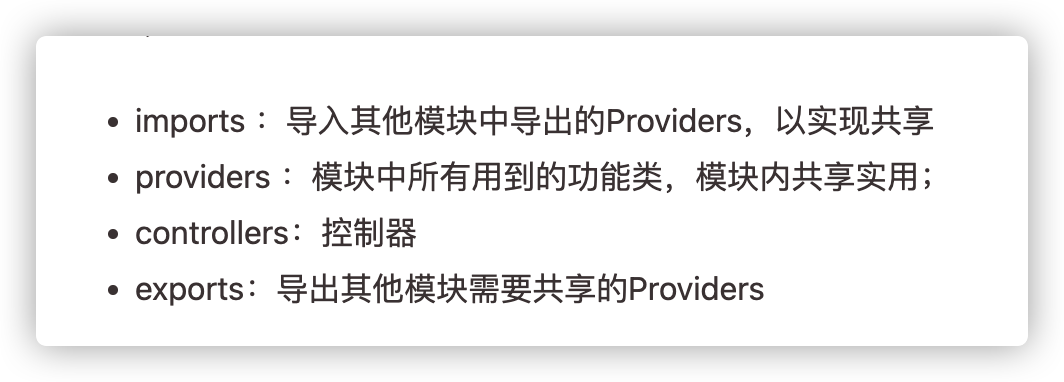 • imports ： 导入其他模块中导出的Providers，以实现共享
• providers ： 模块中所有用到的功能类，模块内共享实用；
• controllers： 控制器
• exports： 导出其他模块需要共享的Providers